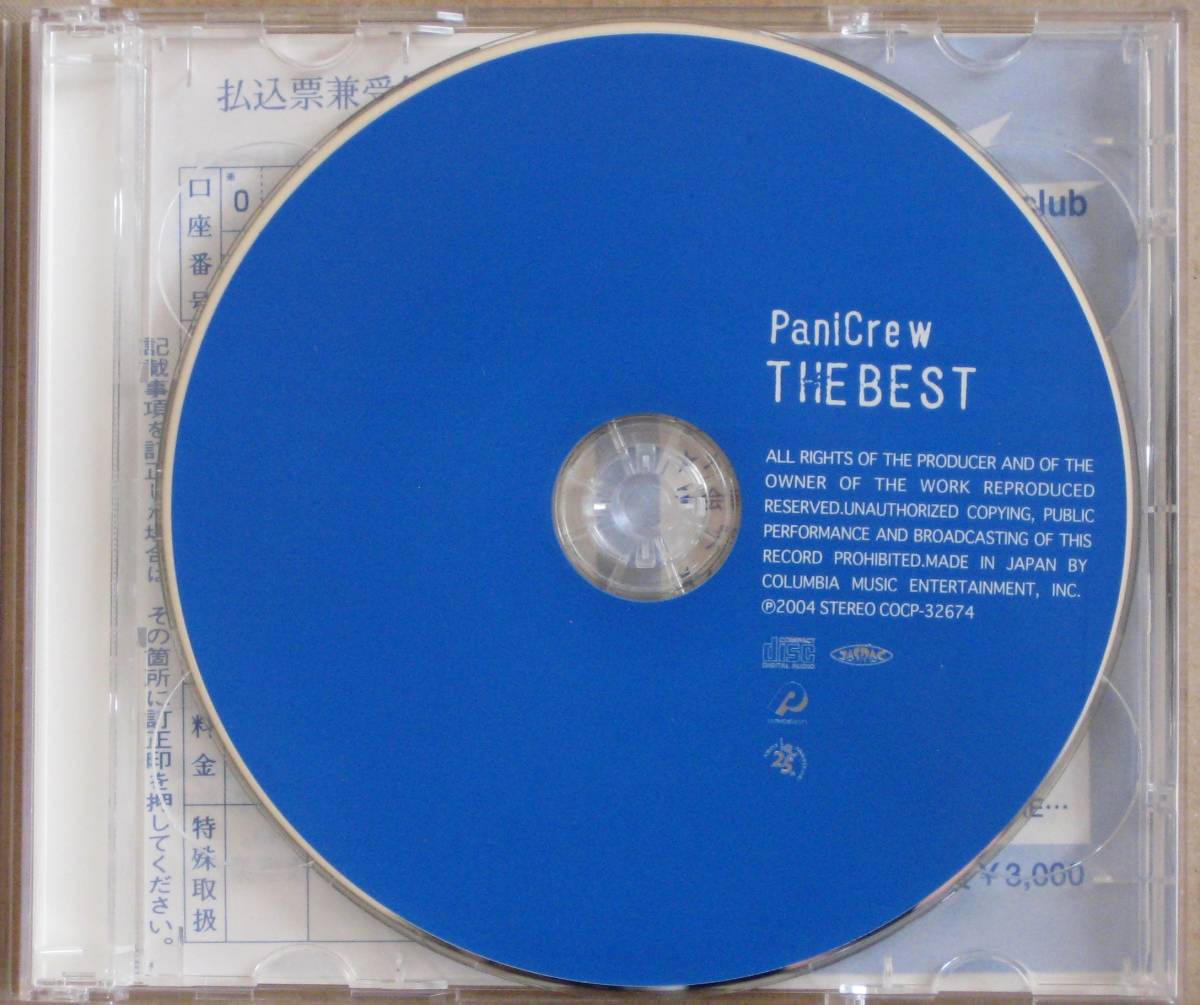 払込票兼受
口座番号
0
club
記載事項を訂正した場合は、その箇所に訂正印を押してください。
PaniCrew
THE BEST
ALL RIGHTS OF THE PRODUCER AND OF THE
OWNER OF THE WORK REPRODUCED
RESERVED.UNAUTHORIZED COPYING, PUBLIC
PERFORMANCE AND BROADCASTING OF THIS
RECORD PROHIBITED.MADE IN JAPAN BY
COLUMBIA MUSIC ENTERTAINMENT, INC.
℗2004 STEREO COCP-32674
COMPACT
disc
DIGITAL AUDIO
JASRAC
会
料金
特殊取扱
25
E…
¥3,000